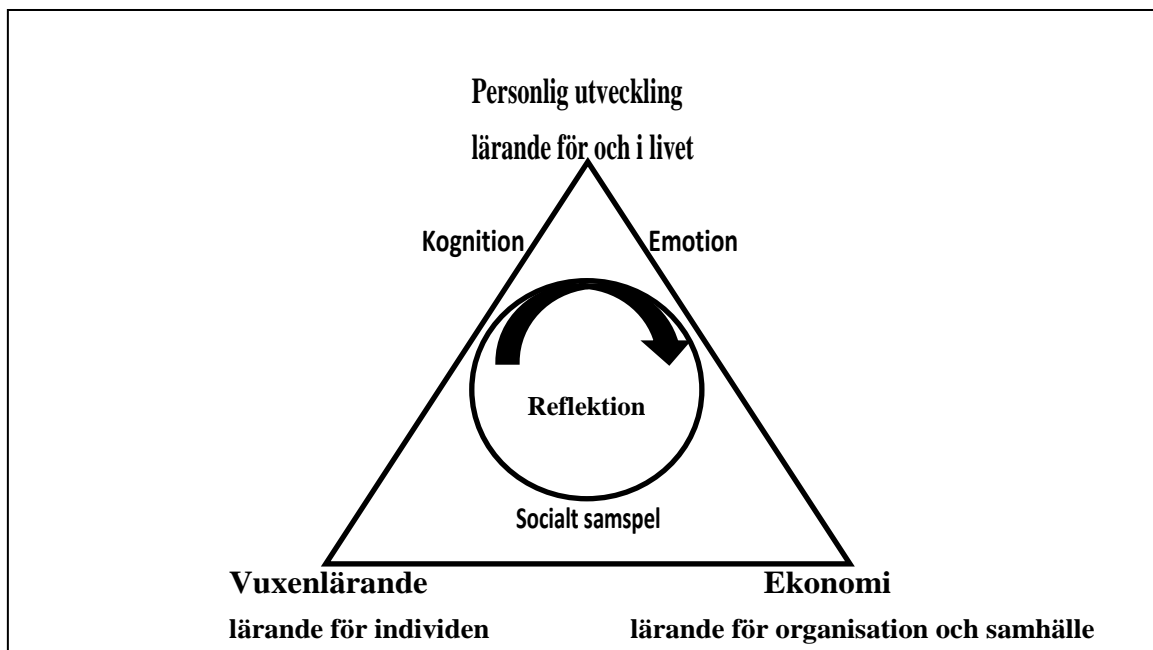 Personlig utveckling
lärande för och i livet
Kognition
Emotion
Reflektion
Socialt samspel
Vuxenlärande
Ekonomi
lärande för individen
lärande för organisation och samhälle